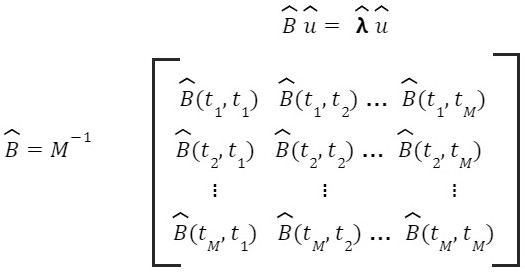 B̂ û = λ̂ û
B̂(t₁, t₁) B̂(t₁, t₂) ... B̂(t₁, t_M)
B̂ = M⁻¹ B̂(t₂, t₁) B̂(t₂, t₂) ... B̂(t₂, t_M)
⋮ ⋮ ⋮
B̂(t_M, t₁) B̂(t_M, t₂) ... B̂(t_M, t_M)